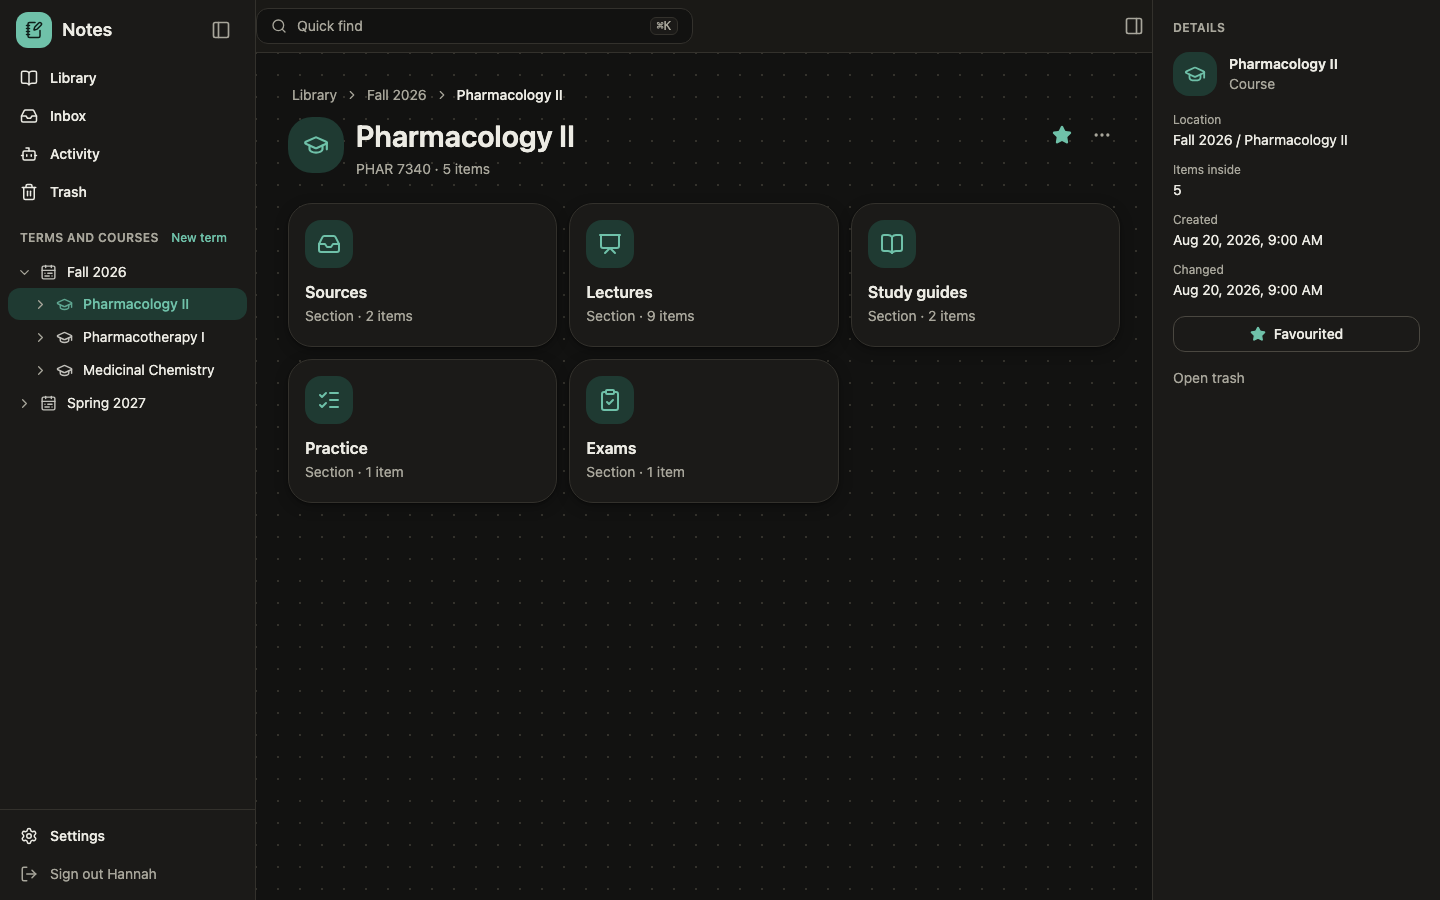 Notes
Library
Inbox
Activity
Trash
TERMS AND COURSES New term
Fall 2026
Pharmacology II
Pharmacotherapy I
Medicinal Chemistry
Spring 2027
Settings
Sign out Hannah
Quick find ⌘K
Library > Fall 2026 > Pharmacology II
Pharmacology II
PHAR 7340 · 5 items
Sources
Section · 2 items
Lectures
Section · 9 items
Study guides
Section · 2 items
Practice
Section · 1 item
Exams
Section · 1 item
DETAILS
Pharmacology II
Course
Location
Fall 2026 / Pharmacology II
Items inside
5
Created
Aug 20, 2026, 9:00 AM
Changed
Aug 20, 2026, 9:00 AM
Favourited
Open trash